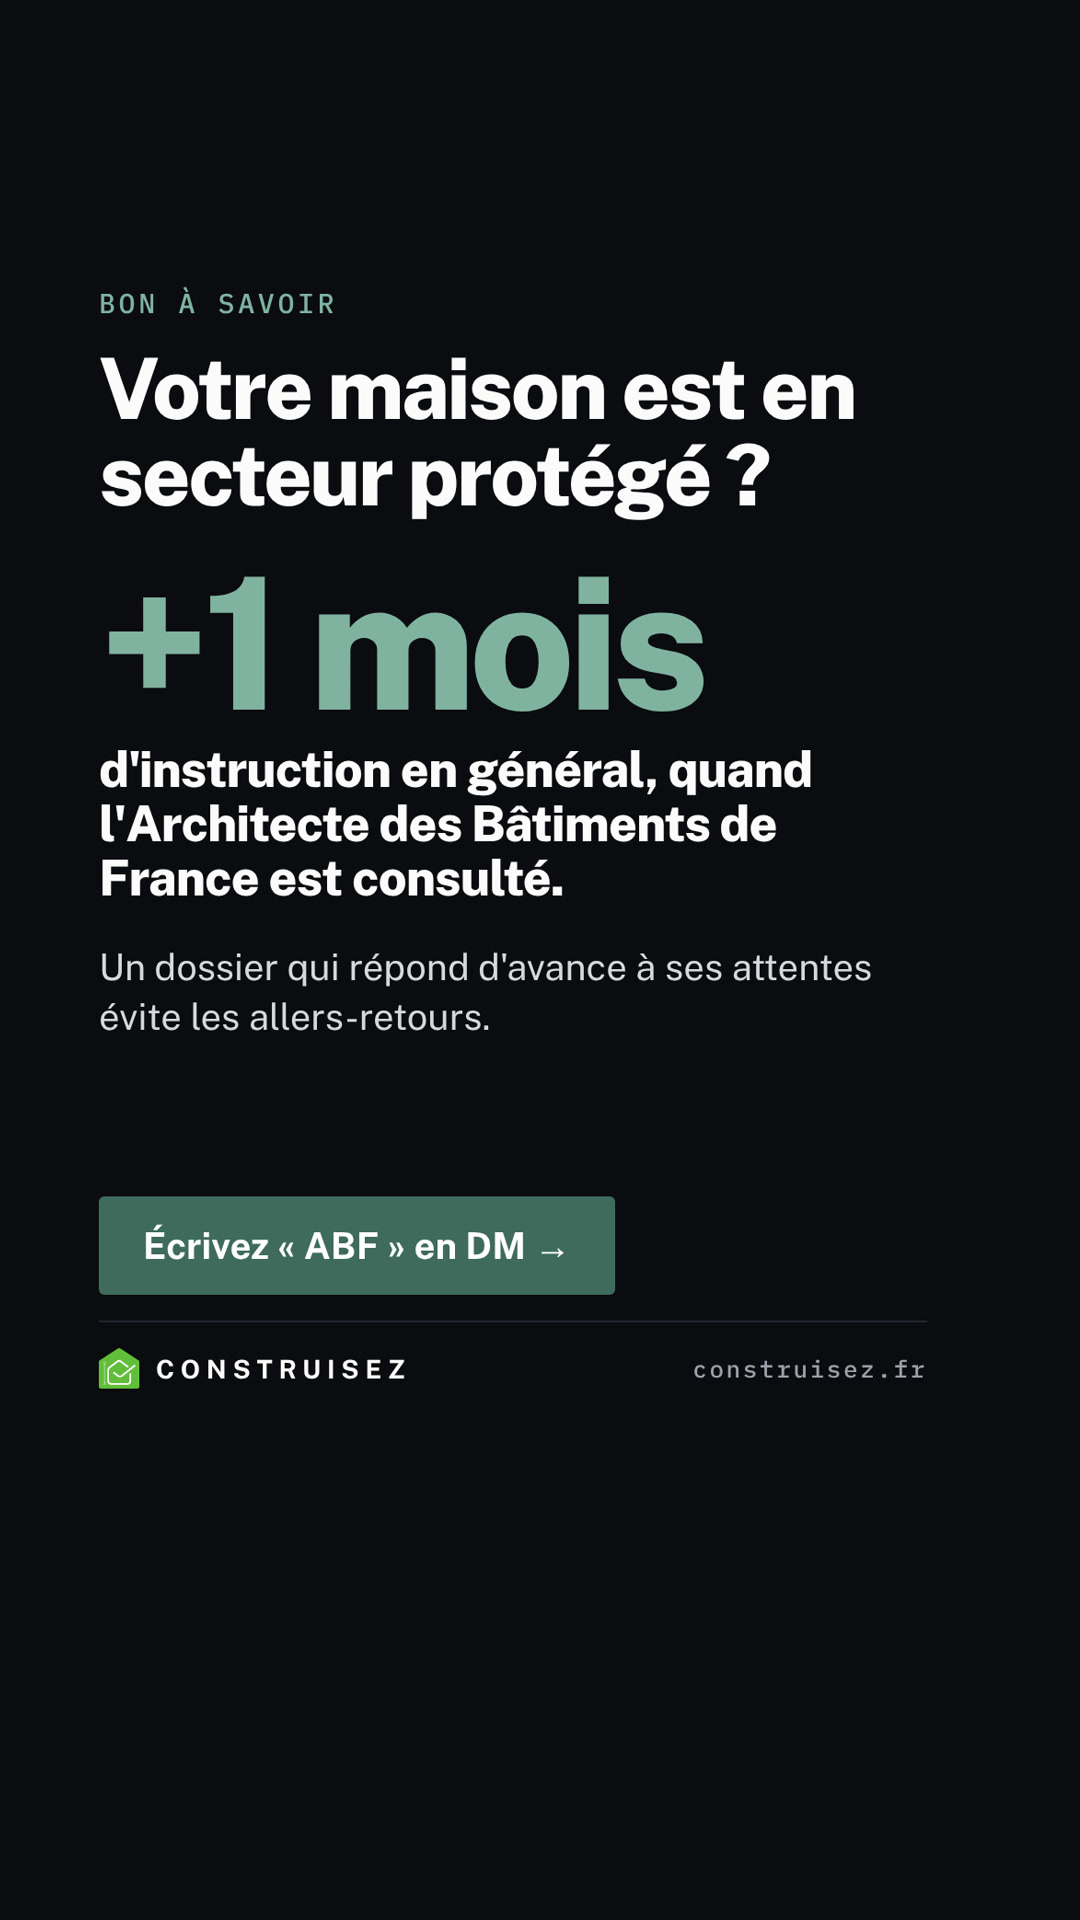 BON À SAVOIR
Votre maison est en
secteur protégé ?
+1 mois
d'instruction en général, quand
l'Architecte des Bâtiments de
France est consulté.
Un dossier qui répond d'avance à ses attentes
évite les allers-retours.
Écrivez « ABF » en DM →
CONSTRUISEZ
construisez.fr